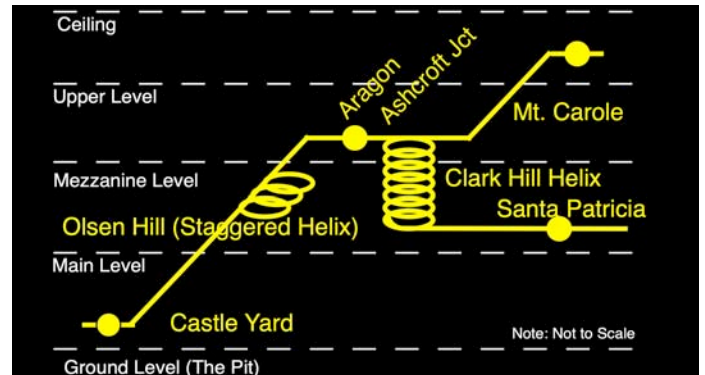 Ceiling
Aragon
Ashcroft Jct
Upper Level
Mt. Carole
Mezzanine Level
Clark Hill Helix
Santa Patricia
Olsen Hill (Staggered Helix)
Main Level
Castle Yard
Note: Not to Scale
Ground Level (The Pit)